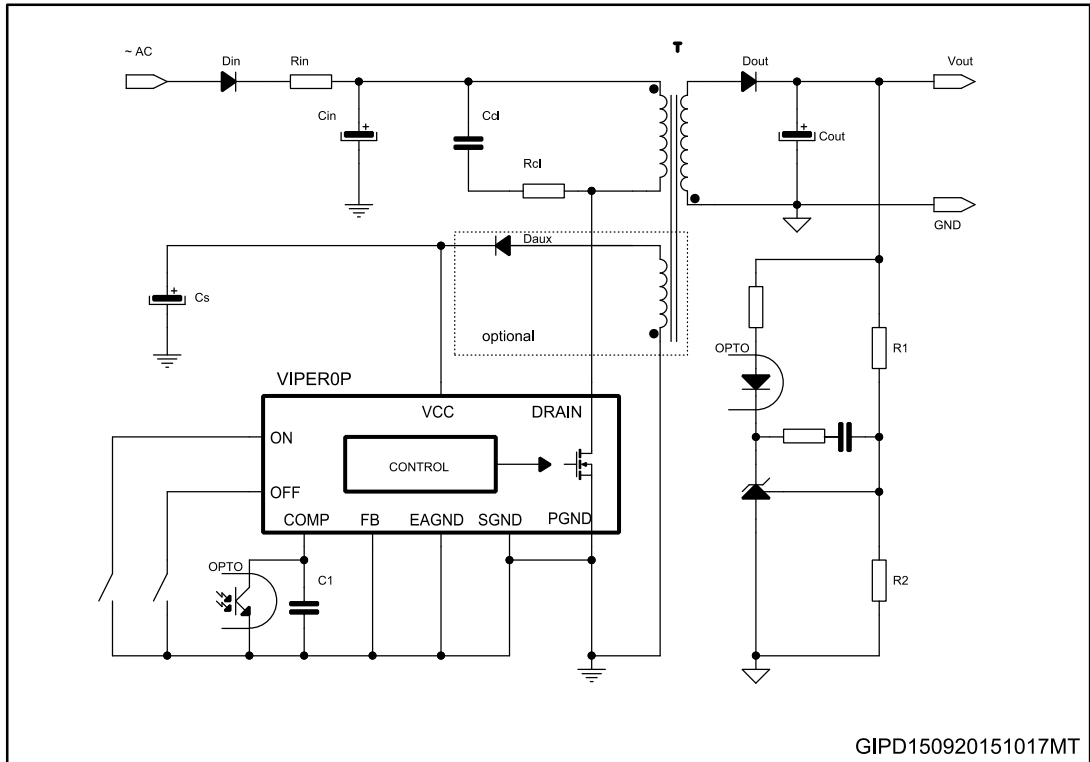 T
~ AC
Din
Rin
Dout
Vout
Cin
+
Ccl
+
Cout
Rcl
GND
Daux
+
Cs
optional
OPTO
R1
VIPER0P
VCC
DRAIN
ON
CONTROL
OFF
COMP
FB
EAGND
SGND
PGND
OPTO
C1
R2
GIPD150920151017MT